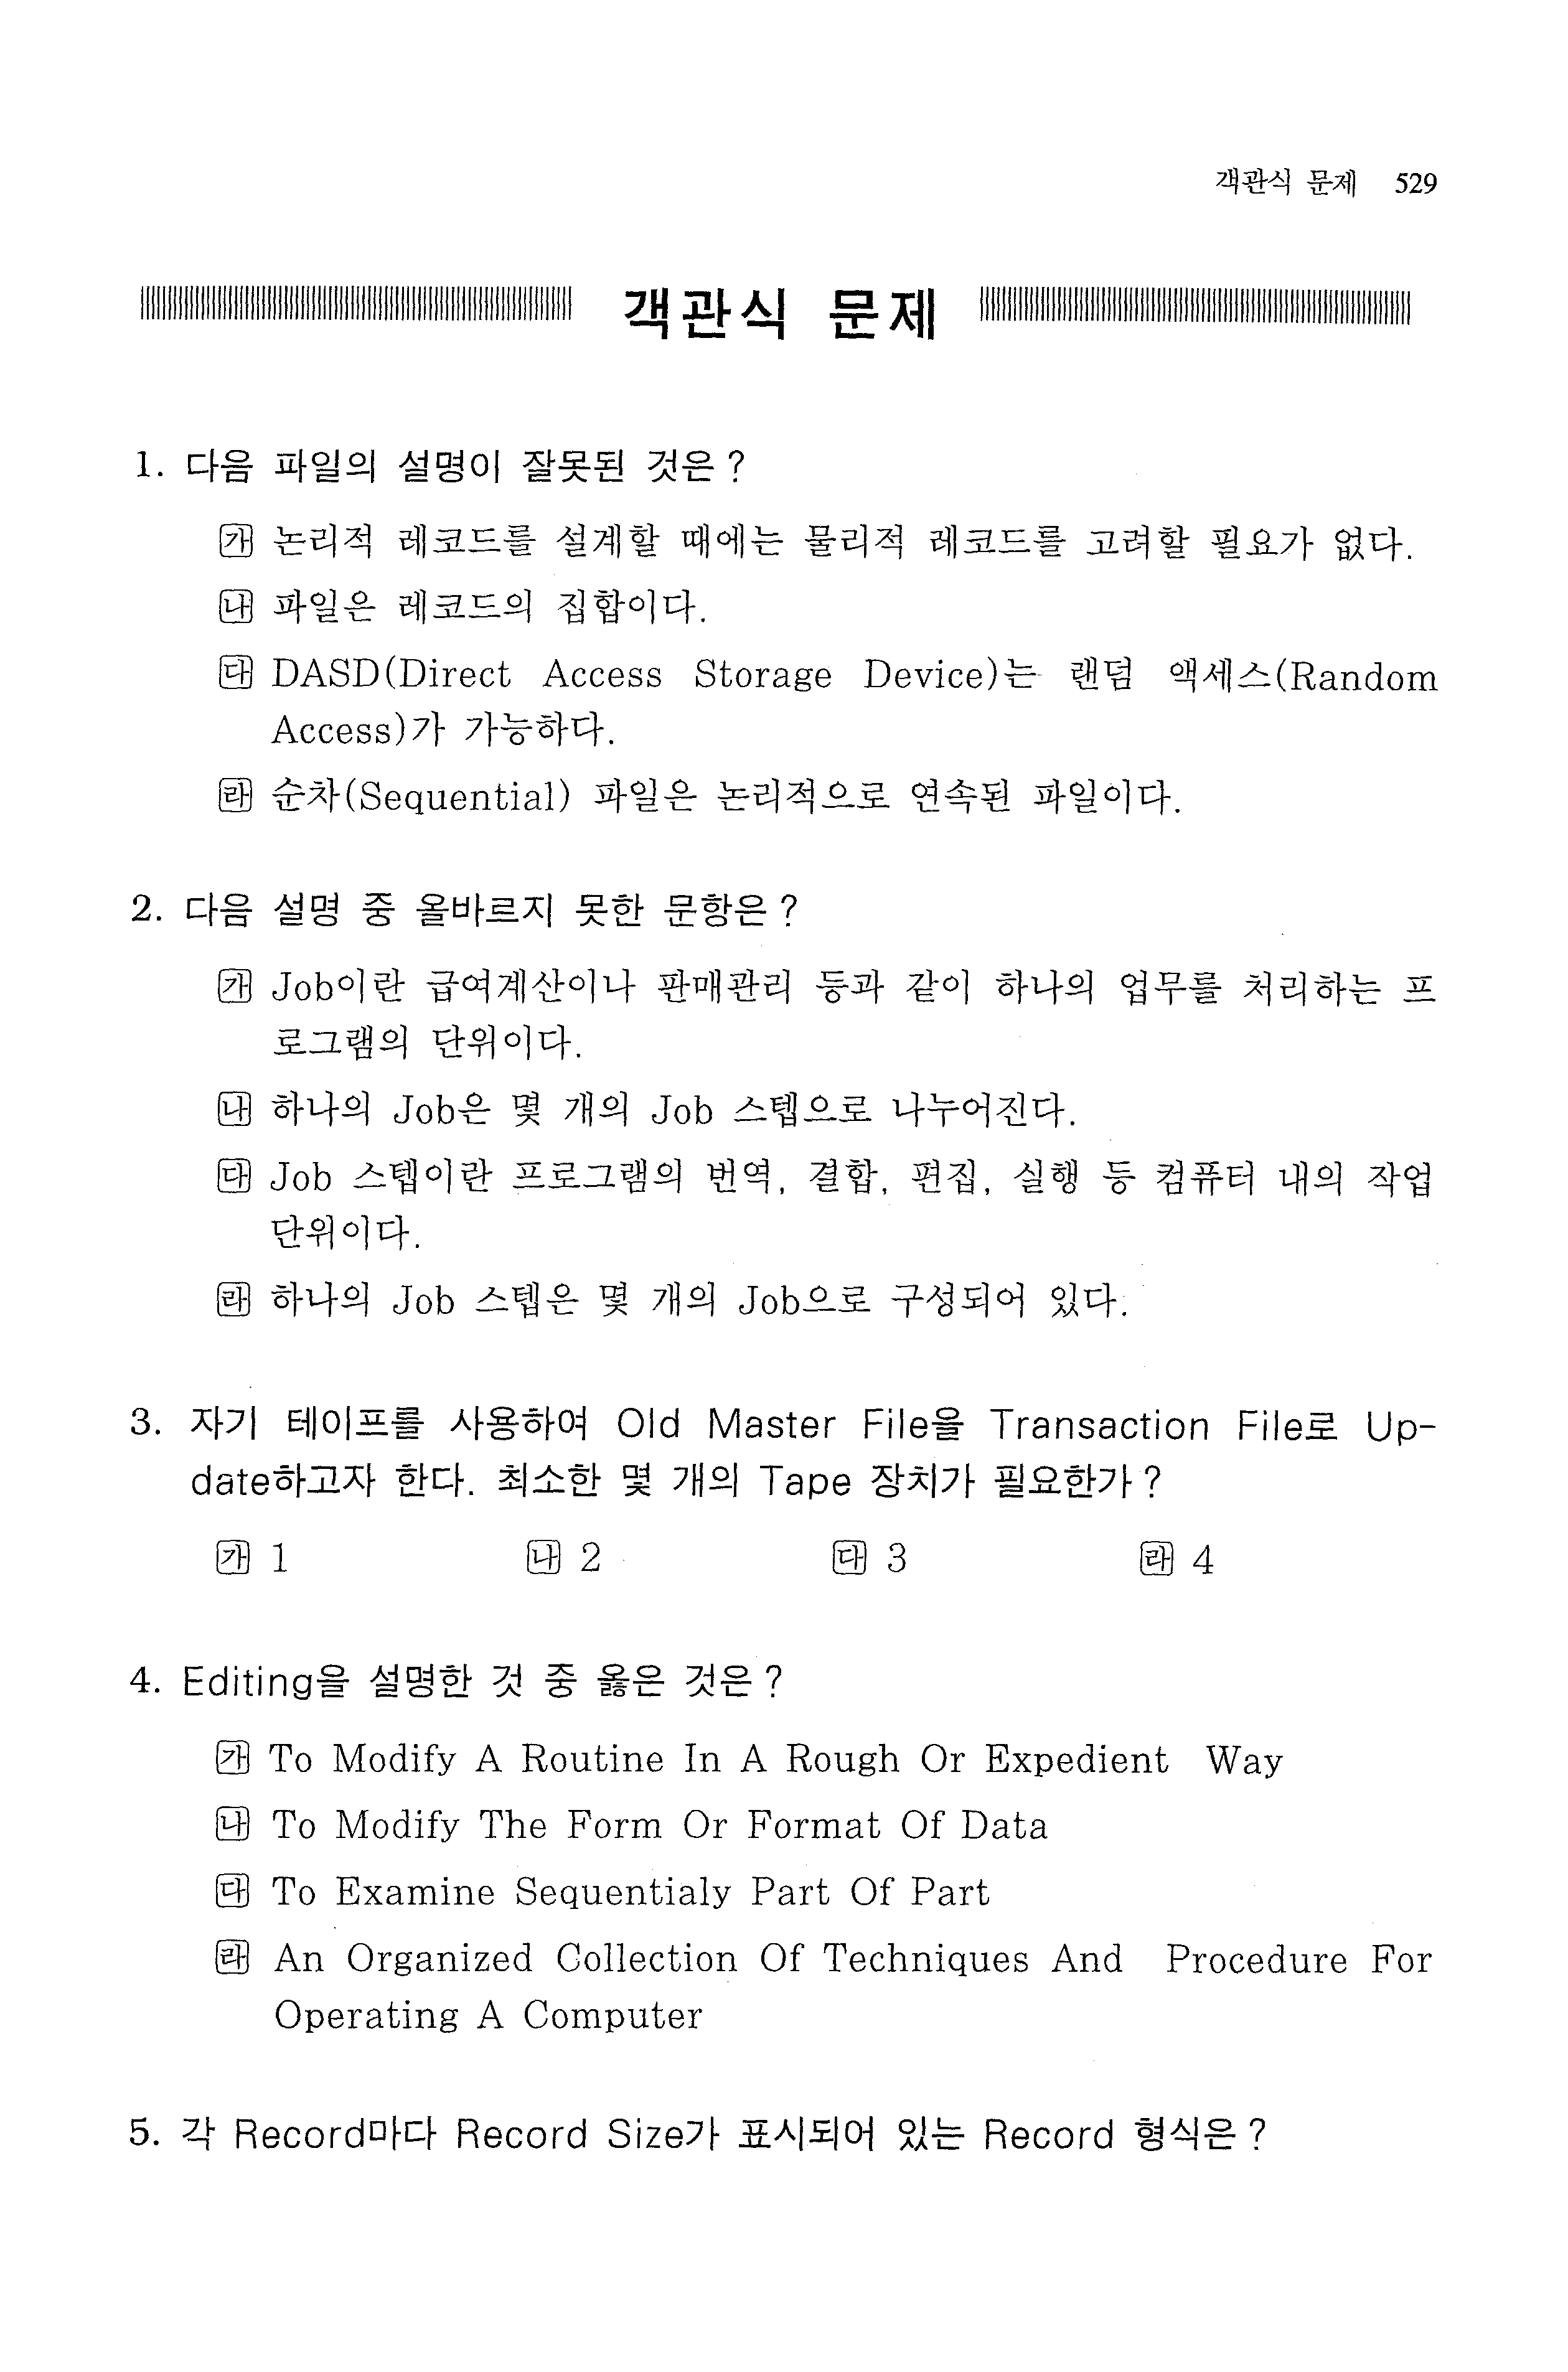 객관식 문제 529
객관식 문제
1. 다음 파일의 설명이 잘못된 것은?
가 논리적 레코드를 설계할 때에는 물리적 레코드를 고려할 필요가 없다.
나 파일은 레코드의 집합이다.
다 DASD(Direct Access Storage Device)는 랜덤 액세스(Random
Access)가 가능하다.
라 순차(Sequential) 파일은 논리적으로 연속된 파일이다.
2. 다음 설명 중 올바르지 못한 문항은?
가 Job이란 급여계산이나 판매관리 등과 같이 하나의 업무를 처리하는 프
로그램의 단위이다.
나 하나의 Job은 몇 개의 Job 스텝으로 나누어진다.
다 Job 스텝이란 프로그램의 번역, 결합, 편집, 실행 등 컴퓨터 내의 작업
단위이다.
라 하나의 Job 스텝은 몇 개의 Job으로 구성되어 있다.
3. 자기 테이프를 사용하여 Old Master File을 Transaction File로 Up-
date하고자 한다. 최소한 몇 개의 Tape 장치가 필요한가?
가 1 나 2 다 3 라 4
4. Editing을 설명한 것 중 옳은 것은?
가 To Modify A Routine In A Rough Or Expedient Way
나 To Modify The Form Or Format Of Data
다 To Examine Sequentialy Part Of Part
라 An Organized Collection Of Techniques And Procedure For
Operating A Computer
5. 각 Record마다 Record Size가 표시되어 있는 Record 형식은?